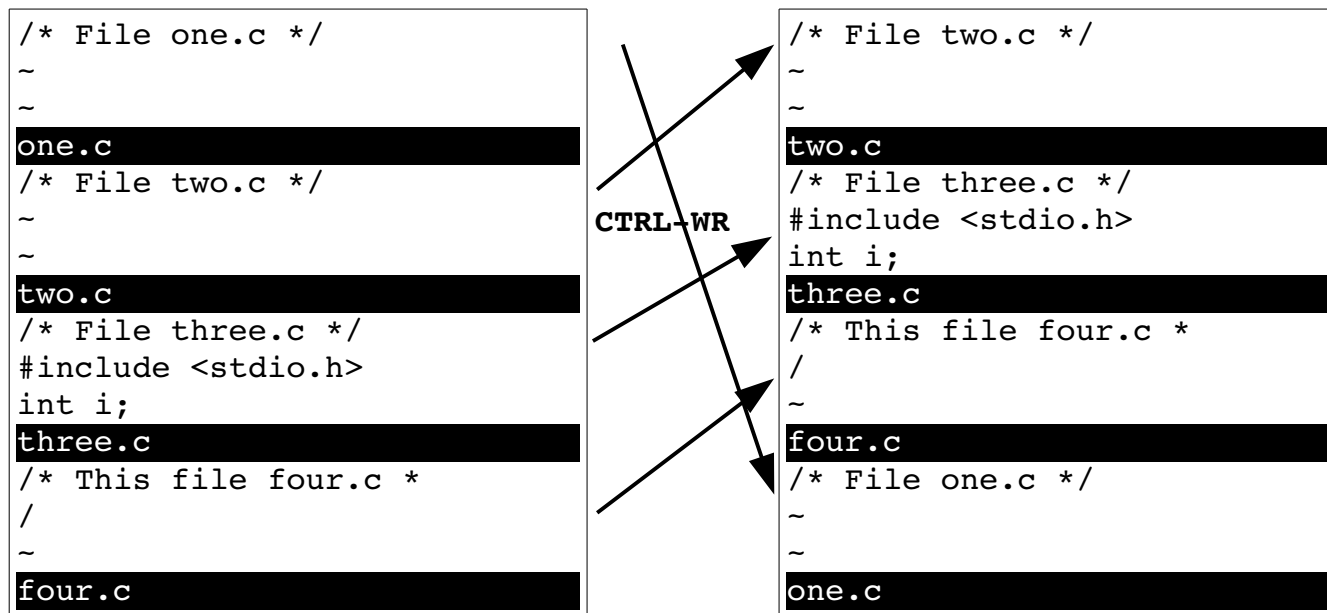 /* File one.c */
~
~
one.c
/* File two.c */
~
~
two.c
/* File three.c */
#include <stdio.h>
int i;
three.c
/* This file four.c *
/
~
four.c
CTRL-WR
/* File two.c */
~
~
two.c
/* File three.c */
#include <stdio.h>
int i;
three.c
/* This file four.c *
/
~
four.c
/* File one.c */
~
~
one.c